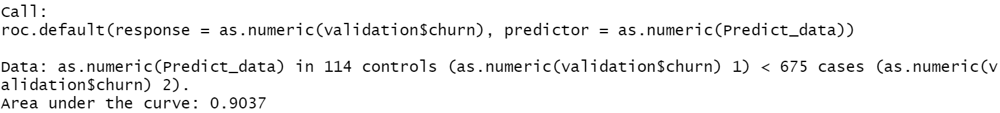 Call:
roc.default(response = as.numeric(validation$churn), predictor = as.numeric(Predict_data))
Data: as.numeric(Predict_data) in 114 controls (as.numeric(validation$churn) 1) < 675 cases (as.numeric(v
alidation$churn) 2).
Area under the curve: 0.9037